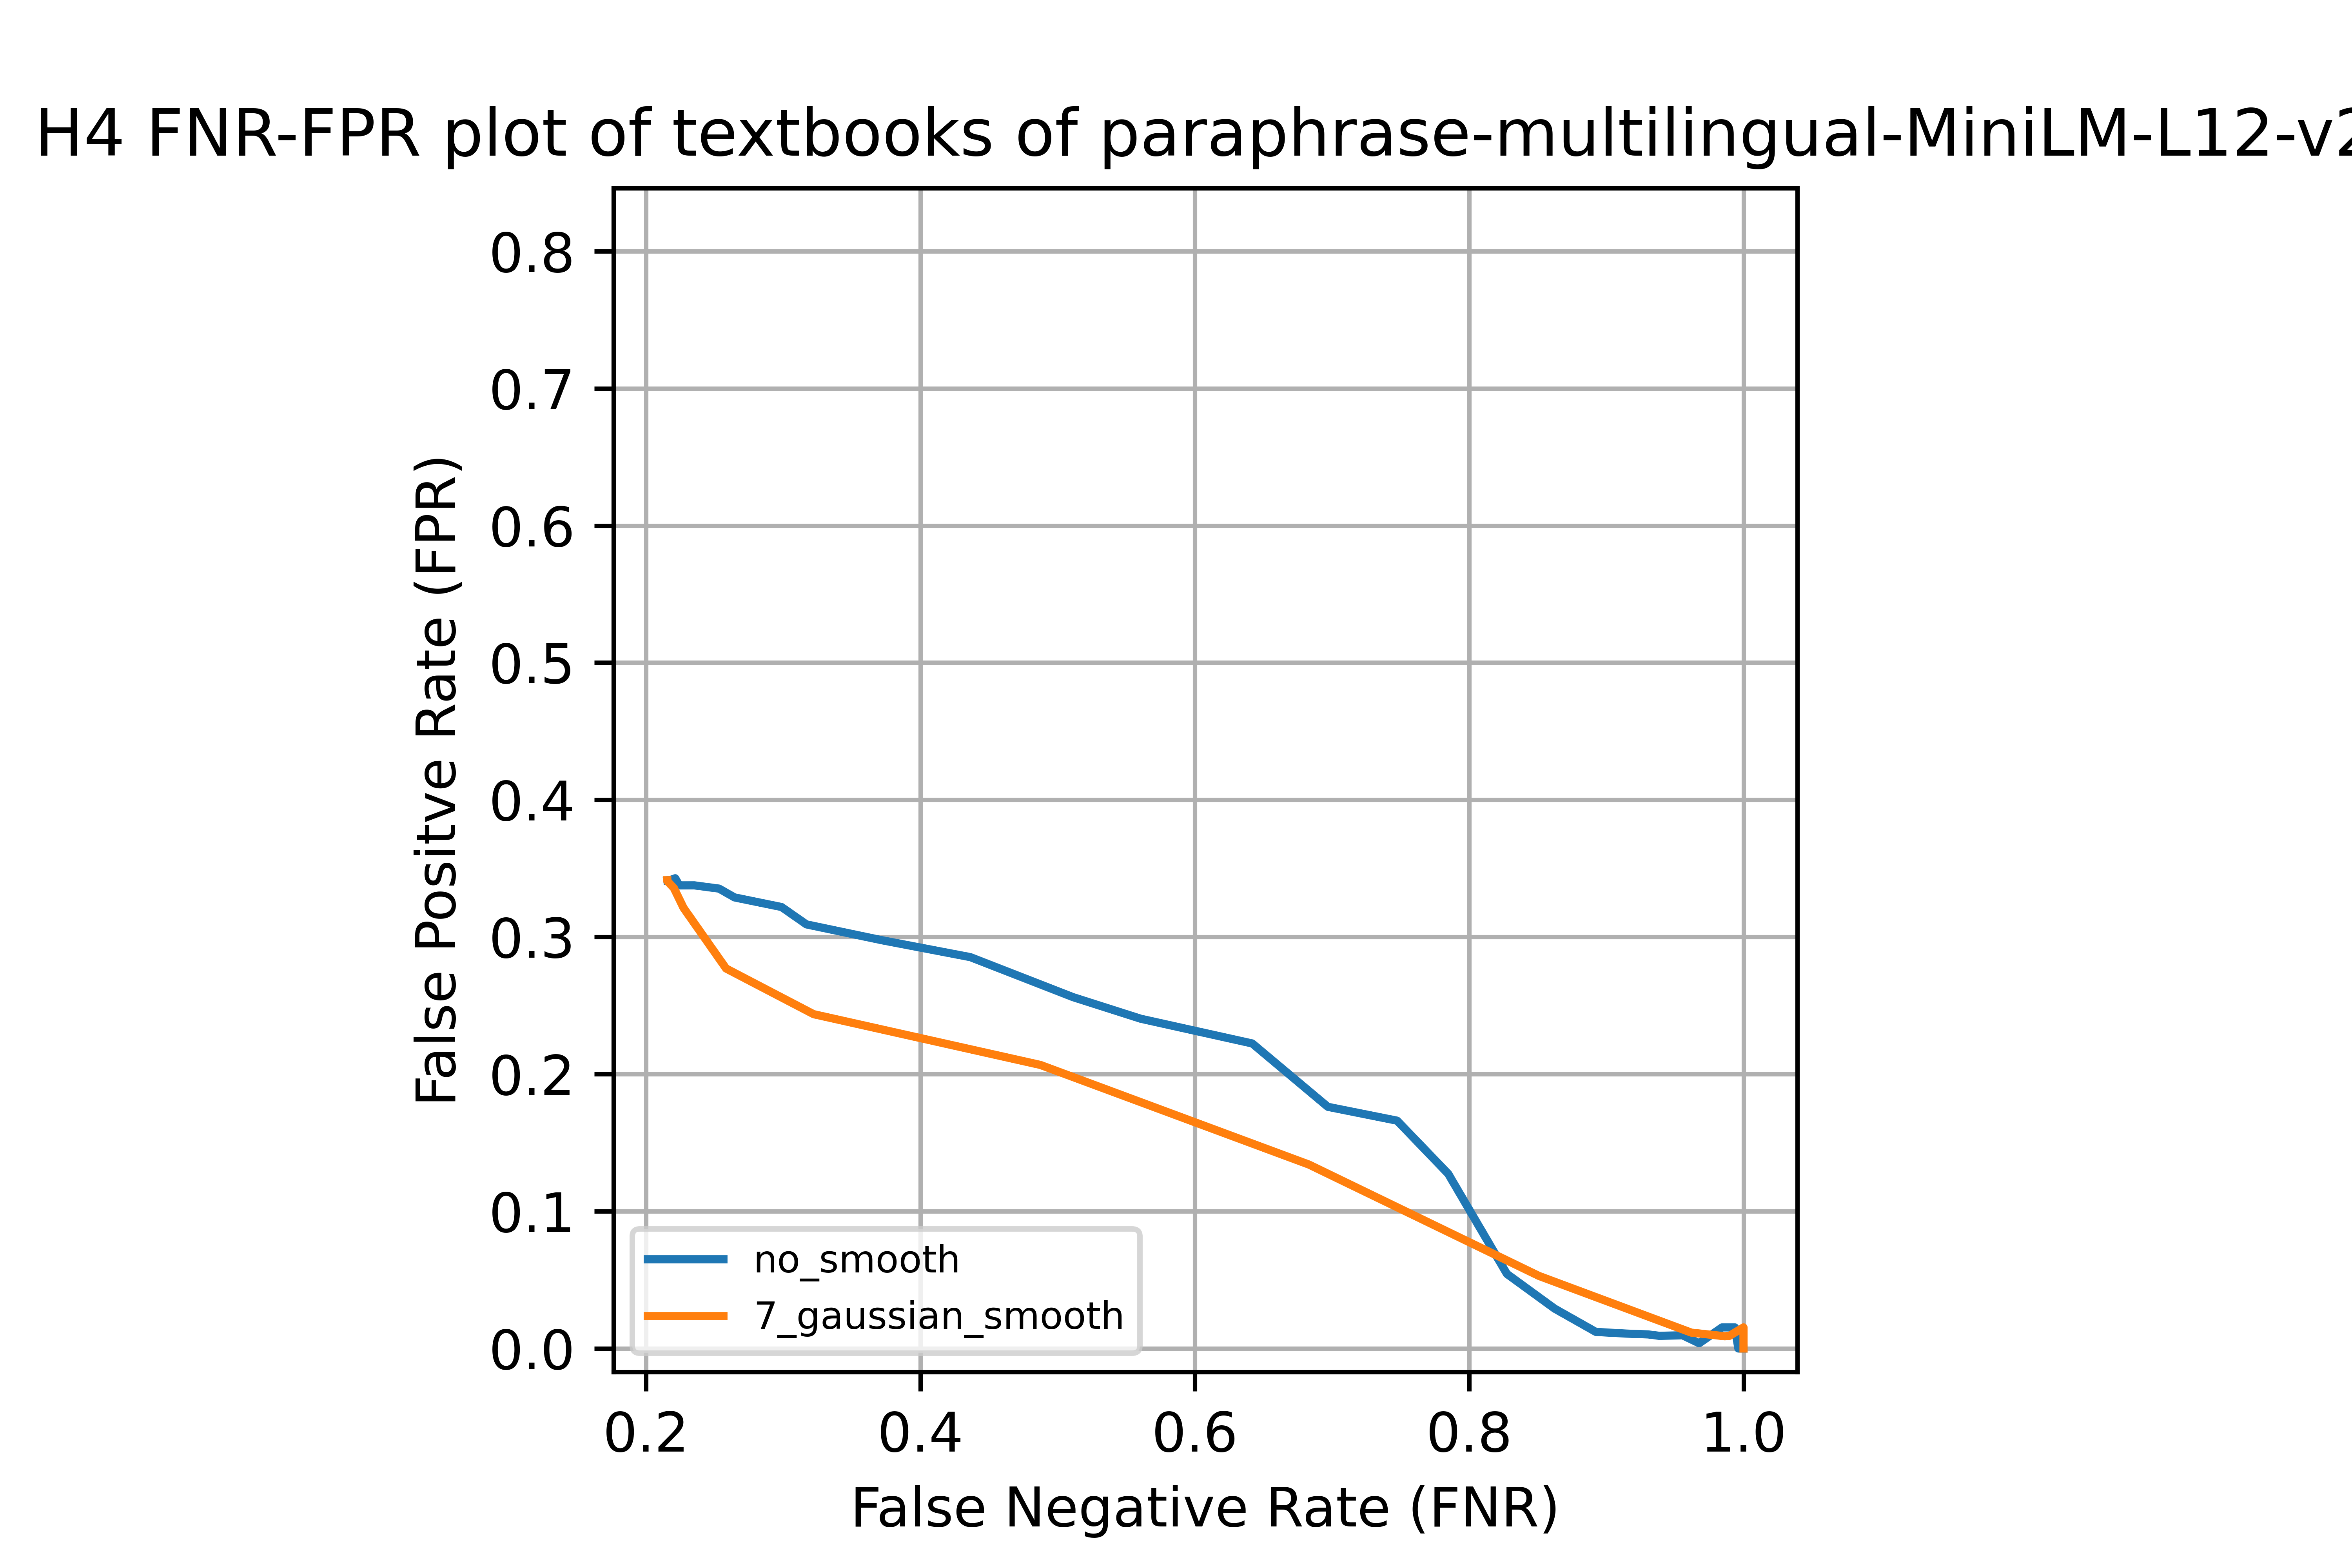 H4 FNR-FPR plot of textbooks of paraphrase-multilingual-MiniLM-L12-v2
False Positve Rate (FPR)
0.8
0.7
0.6
0.5
0.4
0.3
0.2
0.1
0.0
no_smooth
7_gaussian_smooth
0.2 0.4 0.6 0.8 1.0
False Negative Rate (FNR)